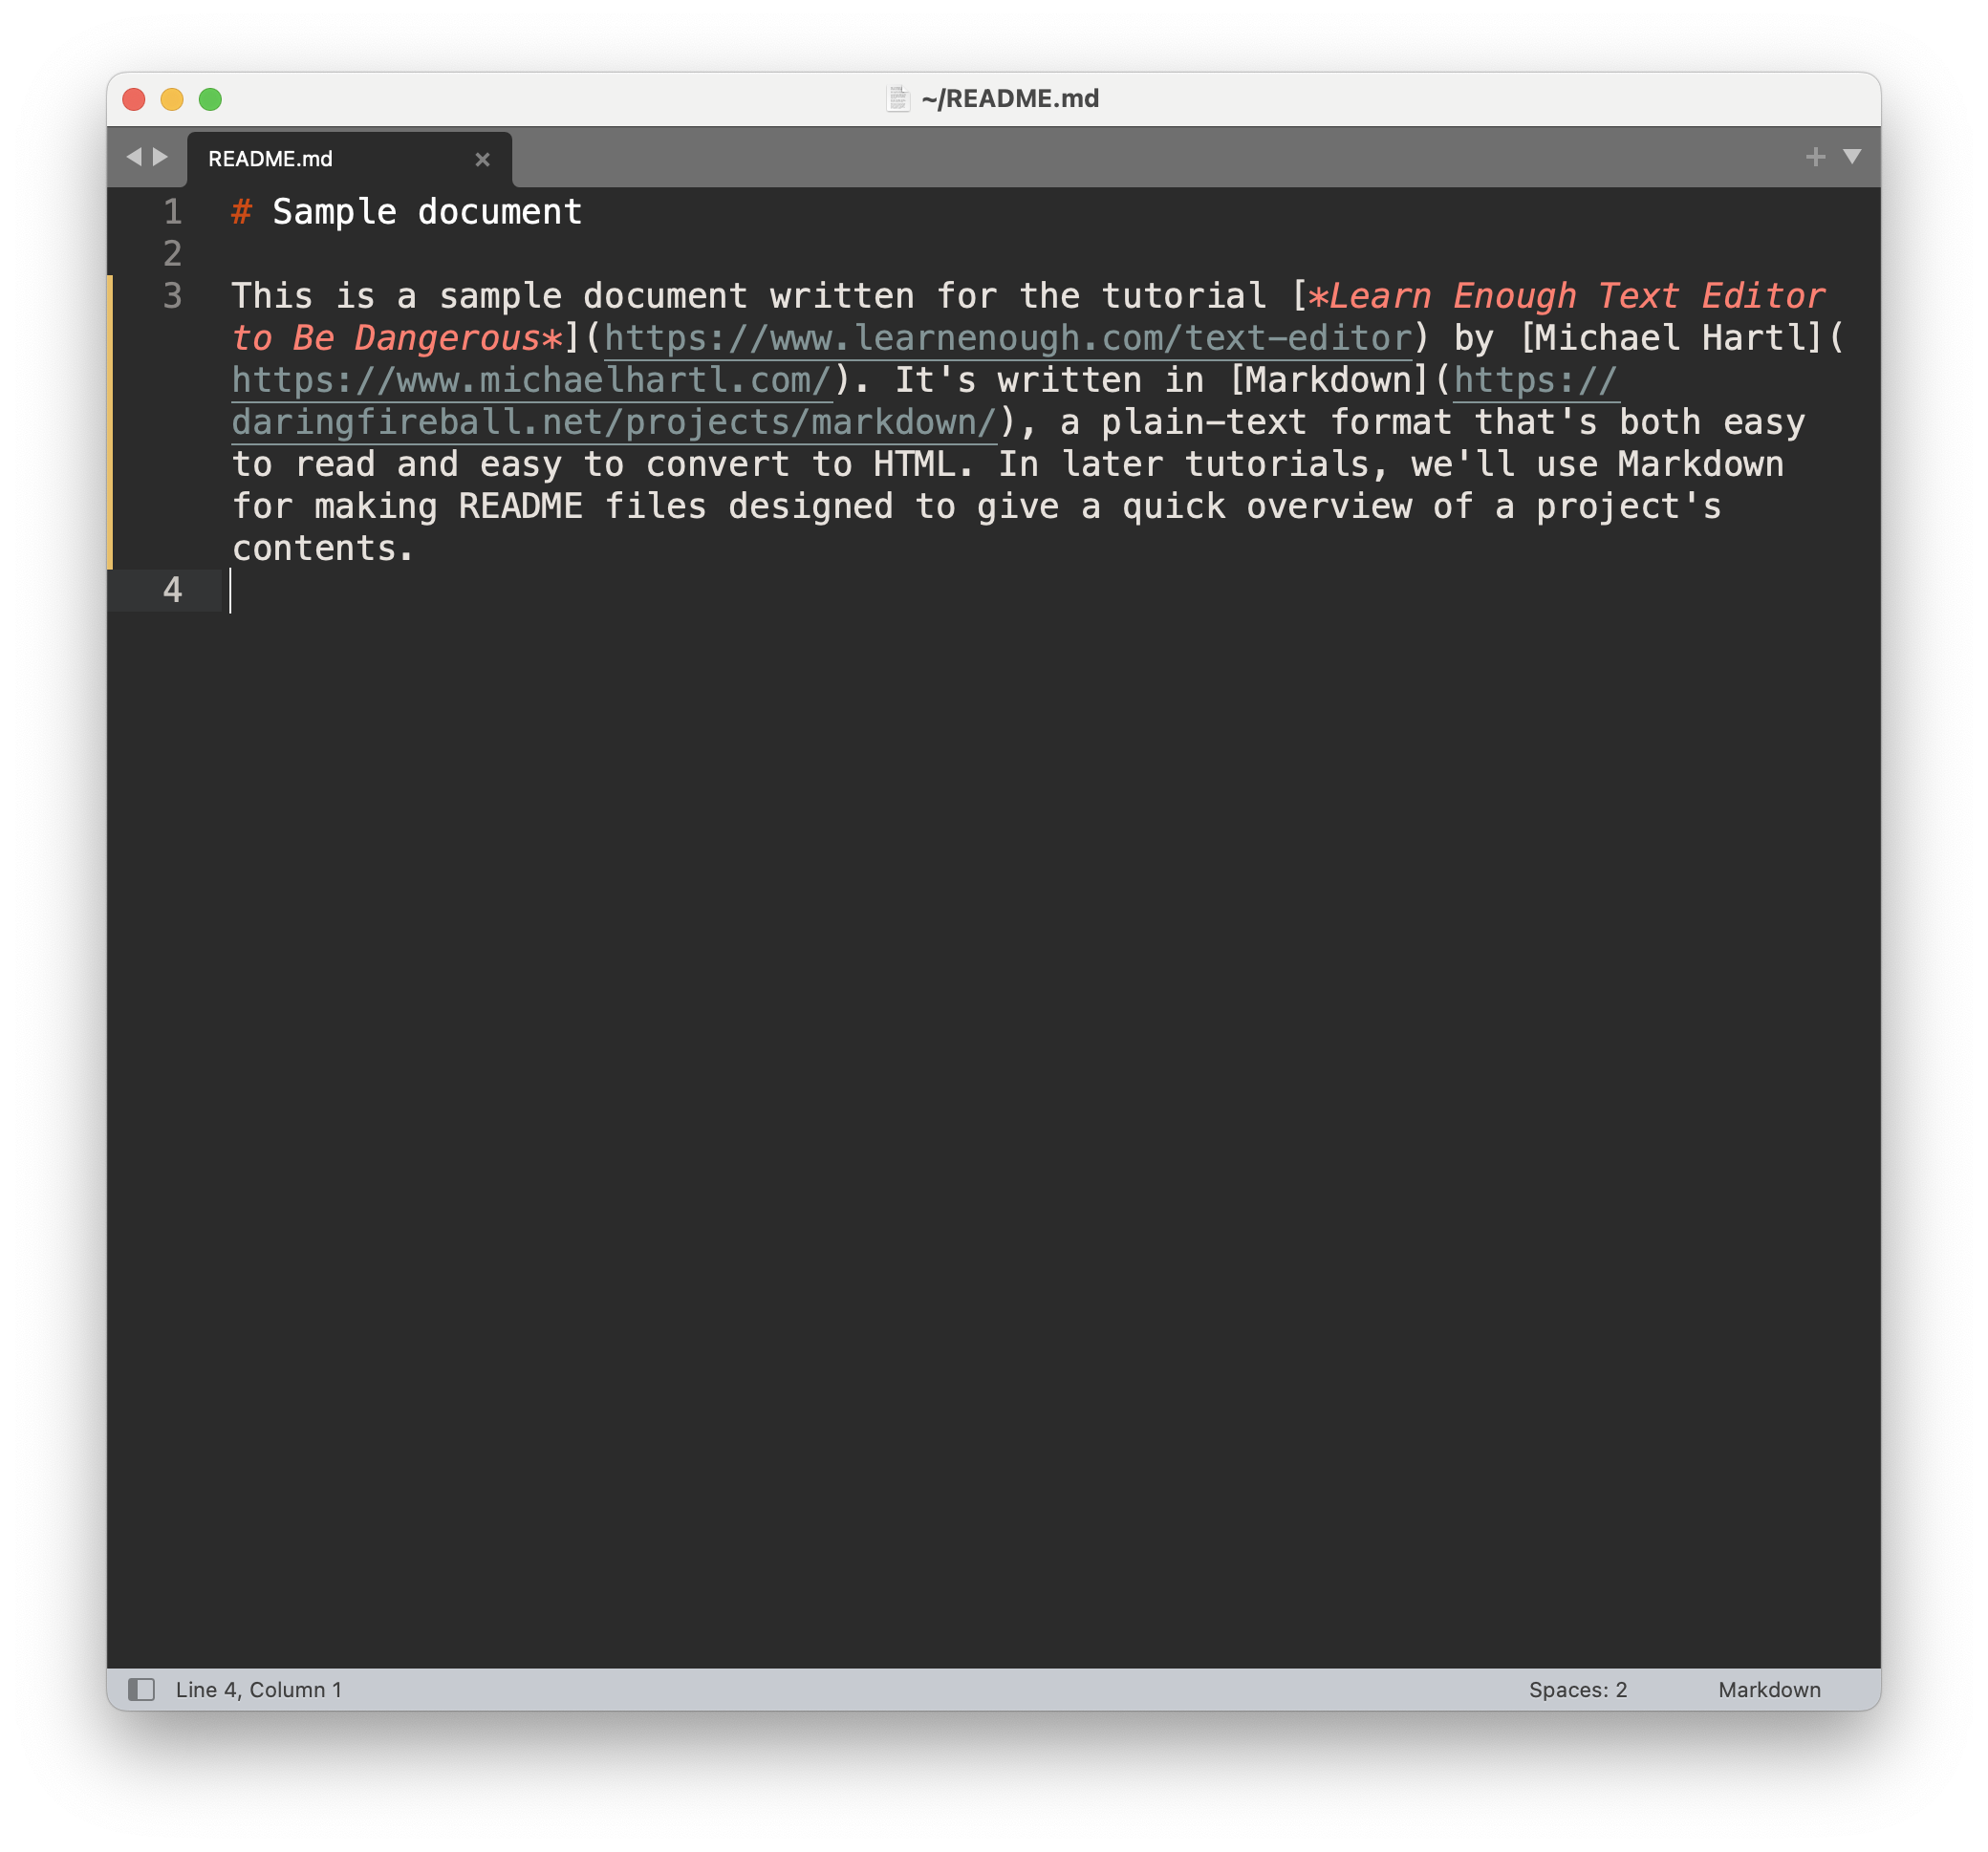 ~/README.md
README.md
1 # Sample document
2
3 This is a sample document written for the tutorial [*Learn Enough Text Editor
to Be Dangerous*](https://www.learnenough.com/text-editor) by [Michael Hartl](
https://www.michaelhartl.com/). It's written in [Markdown](https://
daringfireball.net/projects/markdown/), a plain-text format that's both easy
to read and easy to convert to HTML. In later tutorials, we'll use Markdown
for making README files designed to give a quick overview of a project's
contents.
4
Line 4, Column 1 Spaces: 2 Markdown